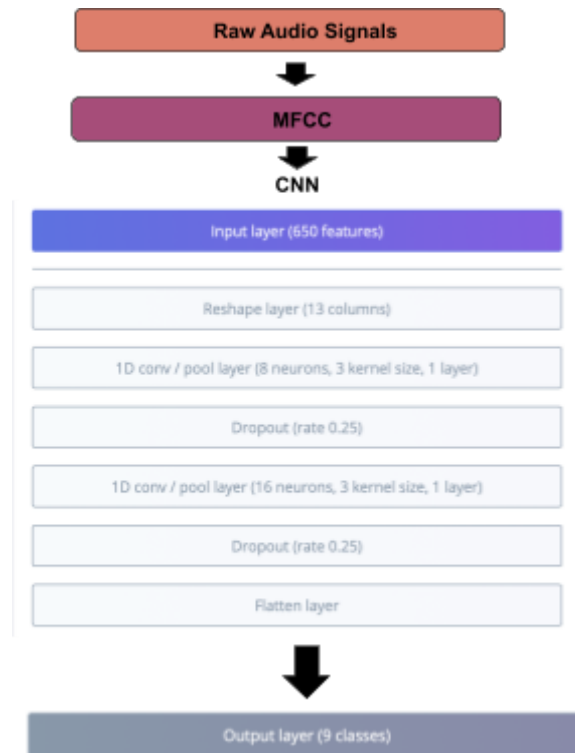 Raw Audio Signals
MFCC
CNN
Input layer (650 features)
Reshape layer (13 columns)
1D conv / pool layer (8 neurons, 3 kernel size, 1 layer)
Dropout (rate 0.25)
1D conv / pool layer (16 neurons, 3 kernel size, 1 layer)
Dropout (rate 0.25)
Flatten layer
Output layer (9 classes)